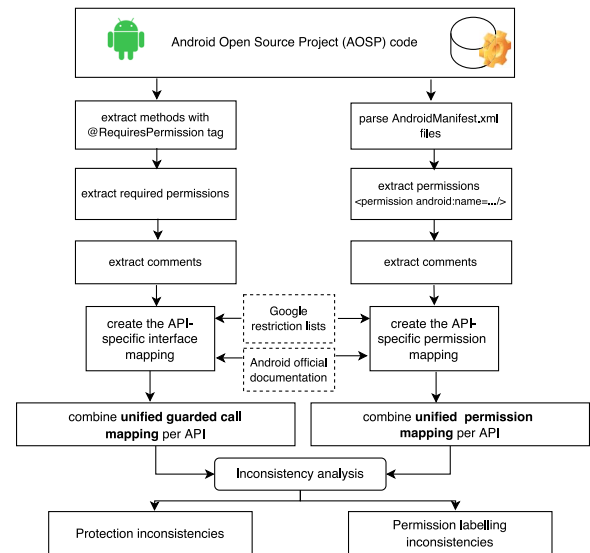 Android Open Source Project (AOSP) code
extract methods with
@RequiresPermission tag
parse AndroidManifest.xml
files
extract required permissions
extract permissions
<permission android:name=.../>
extract comments
extract comments
create the API-
specific interface
mapping
Google
restriction lists
Android official
documentation
create the API-
specific permission
mapping
combine unified guarded call
mapping per API
combine unified permission
mapping per API
Inconsistency analysis
Protection inconsistencies
Permission labelling
inconsistencies